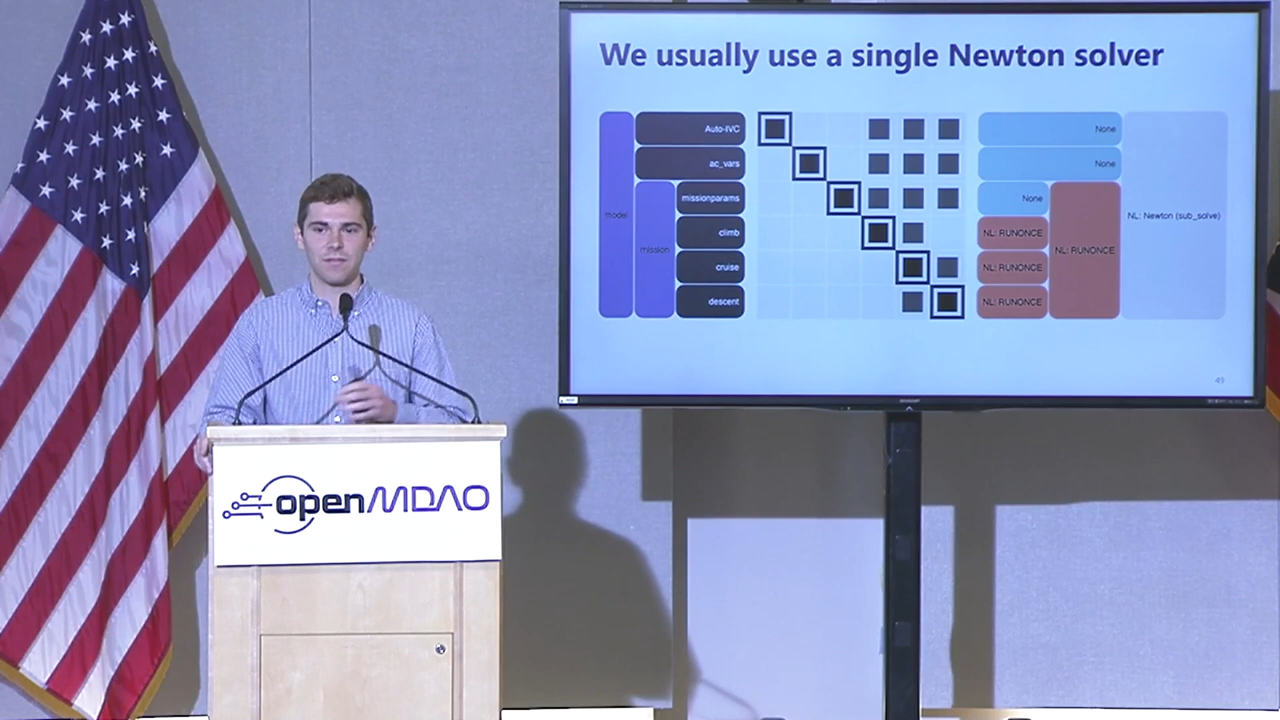 We usually use a single Newton solver
model
mission
Auto-IVC
ac_vars
missionparams
climb
cruise
descent
None
None
None
NL: RUNONCE
NL: RUNONCE
NL: RUNONCE
NL: RUNONCE
NL: Newton (sub_solve)
49
openMDAO